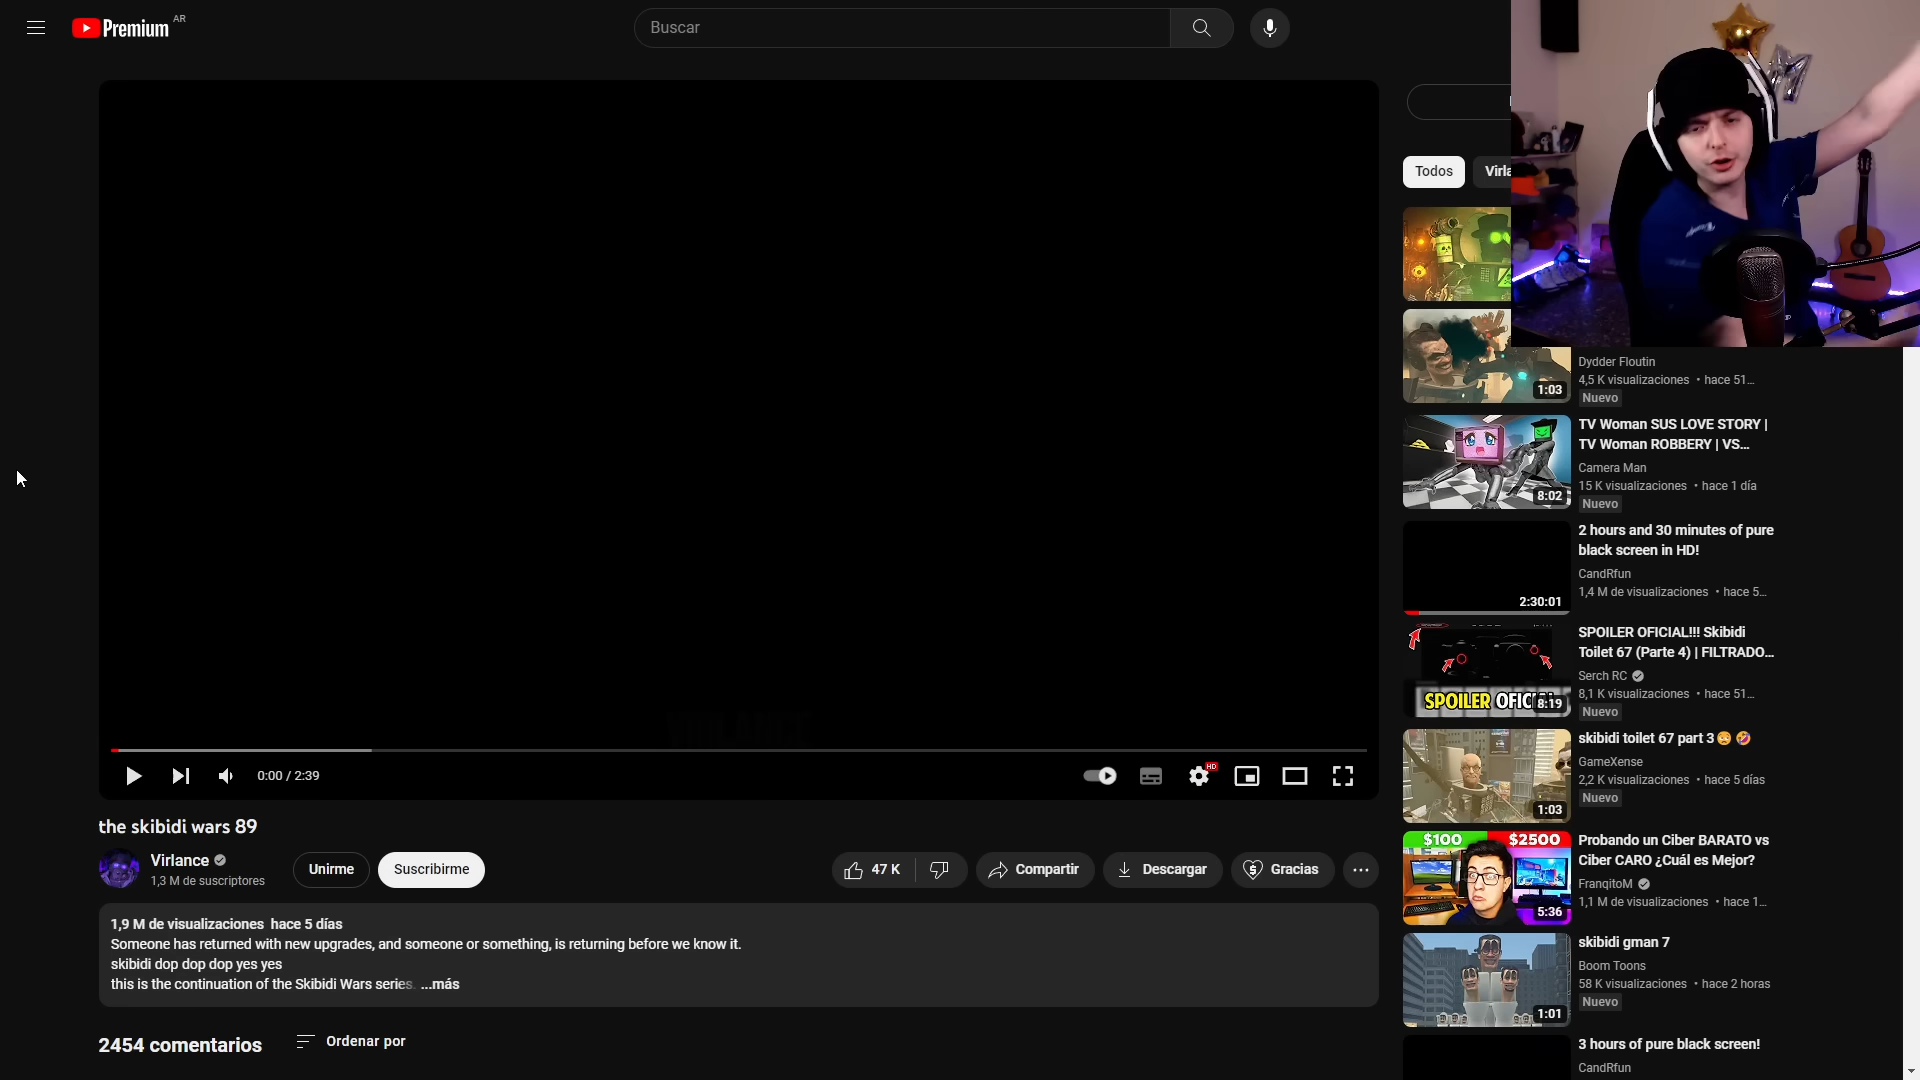 Premium AR
Buscar
Todos
Virla
Dydder Floutin
4,5 K visualizaciones • hace 51...
Nuevo
1:03
TV Woman SUS LOVE STORY |
TV Woman ROBBERY | VS...
Camera Man
15 K visualizaciones • hace 1 día
Nuevo
8:02
2 hours and 30 minutes of pure
black screen in HD!
CandRfun
1,4 M de visualizaciones • hace 5...
2:30:01
SPOILER OFICIAL!!! Skibidi
Toilet 67 (Parte 4) | FILTRADO...
Serch RC
8,1 K visualizaciones • hace 51...
Nuevo
SPOILER OFIC
8:19
skibidi toilet 67 part 3😳 🤣
GameXense
2,2 K visualizaciones • hace 5 días
Nuevo
1:03
$100
$2500
Probando un Ciber BARATO vs
Ciber CARO ¿Cuál es Mejor?
FranqitoM
1,1 M de visualizaciones • hace 1...
5:36
skibidi gman 7
Boom Toons
58 K visualizaciones • hace 2 horas
Nuevo
1:01
3 hours of pure black screen!
CandRfun
0:00 / 2:39
HD
the skibidi wars 89
Virlance
1,3 M de suscriptores
Unirme
Suscribirme
47 K
Compartir
Descargar
Gracias
1,9 M de visualizaciones hace 5 días
Someone has returned with new upgrades, and someone or something, is returning before we know it.
skibidi dop dop dop yes yes
this is the continuation of the Skibidi Wars series. ...más
2454 comentarios
Ordenar por